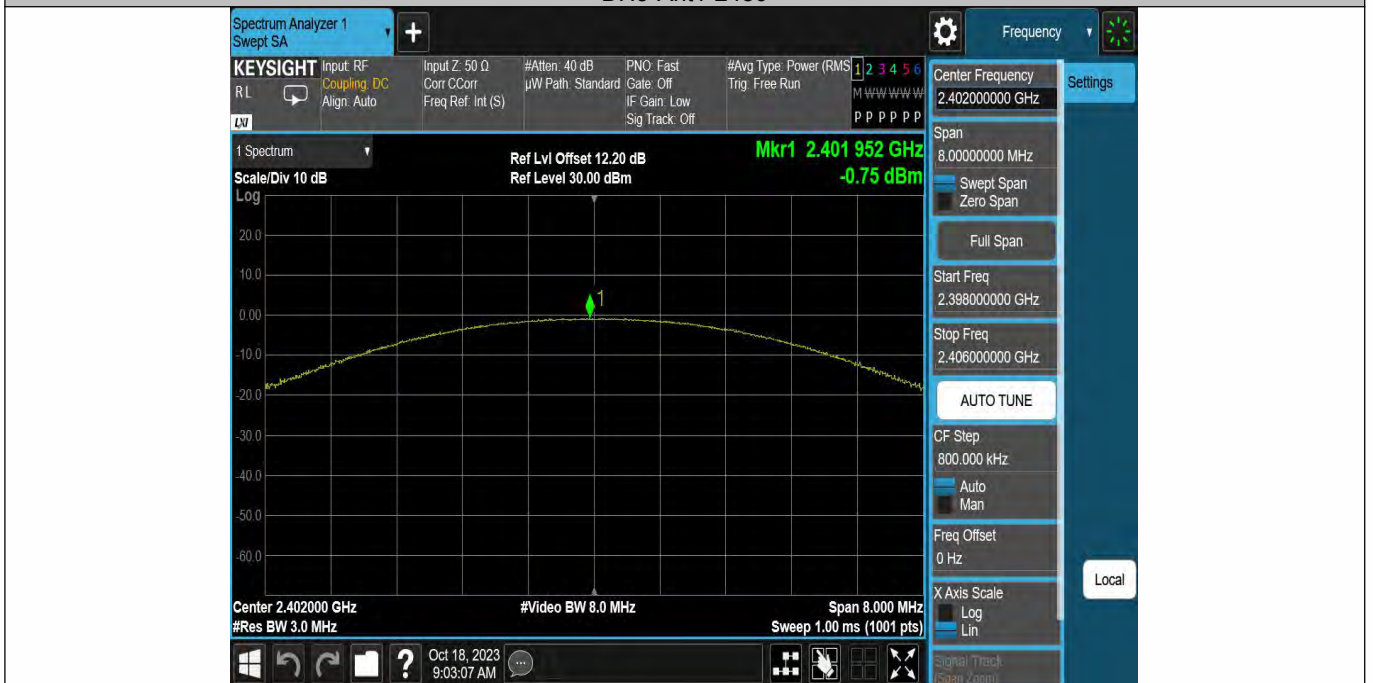 Spectrum Analyzer 1
Swept SA
+
Frequency
KEYSIGHT
RL
LXI
Input: RF
Coupling: DC
Align: Auto
Input Z: 50 Ω
Corr CCorr
Freq Ref: Int (S)
#Atten: 40 dB
µW Path: Standard
PNO: Fast
Gate: Off
IF Gain: Low
Sig Track: Off
#Avg Type: Power (RMS
Trig: Free Run
1 2 3 4 5 6
M W W W W W
P P P P P P
1 Spectrum
Scale/Div 10 dB
Log
Ref Lvl Offset 12.20 dB
Ref Level 30.00 dBm
Mkr1 2.401 952 GHz
-0.75 dBm
20.0
10.0
0.00
-10.0
-20.0
-30.0
-40.0
-50.0
-60.0
1
Center 2.402000 GHz
#Res BW 3.0 MHz
#Video BW 8.0 MHz
Span 8.000 MHz
Sweep 1.00 ms (1001 pts)
?
Oct 18, 2023
9:03:07 AM
Center Frequency
2.402000000 GHz
Settings
Span
8.00000000 MHz
Swept Span
Zero Span
Full Span
Start Freq
2.398000000 GHz
Stop Freq
2.406000000 GHz
AUTO TUNE
CF Step
800.000 kHz
Auto
Man
Freq Offset
0 Hz
X Axis Scale
Log
Lin
Local
Signal Track
(Span Zoom)